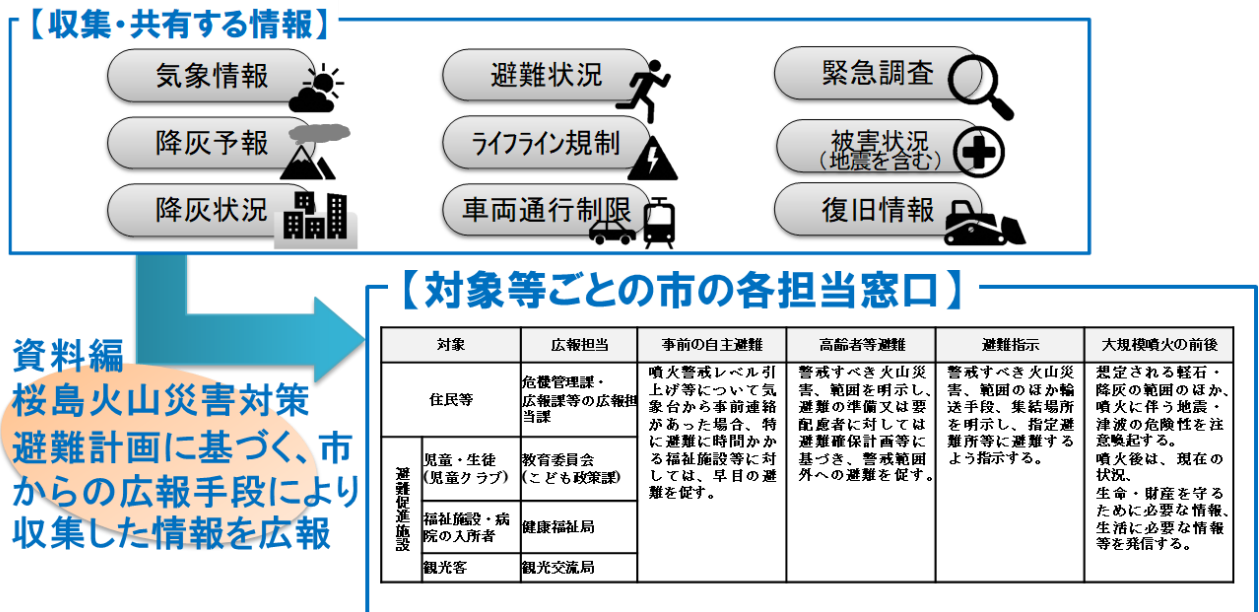 【収集・共有する情報】
気象情報
避難状況
緊急調査
降灰予報
ライフライン規制
被害状況
（地震を含む）
降灰状況
車両通行制限
復旧情報
【対象等ごとの市の各担当窓口】
資料編
桜島火山災害対策
避難計画に基づく、市
からの広報手段により
収集した情報を広報
対象
広報担当
事前の自主避難
高齢者等避難
避難指示
大規模噴火の前後
住民等
危機管理課・
広報課等の広報担
当課
噴火警戒レベル引
上げ等について気
象台から事前連絡
があった場合、特
に避難に時間かか
る福祉施設等に対
しては、早目の避
難を促す。
警戒すべき火山災
害、範囲を明示し、
避難の準備又は要
配慮者に対しては
避難確保計画等に
基づき、警戒範囲
外への避難を促す。
警戒すべき火山災
害、範囲のほか輸
送手段、集結場所
を明示し、指定避
難所等に避難する
よう指示する。
想定される軽石・
降灰の範囲のほか、
噴火に伴う地震・
津波の危険性を注
意喚起する。
噴火後は、現在の
状況、
生命・財産を守る
ために必要な情報、
生活に必要な情報
等を発信する。
避難促進施設
児童・生徒
(児童クラブ)
教育委員会
(こども政策課)
福祉施設・病
院の入所者
健康福祉局
観光客
観光交流局